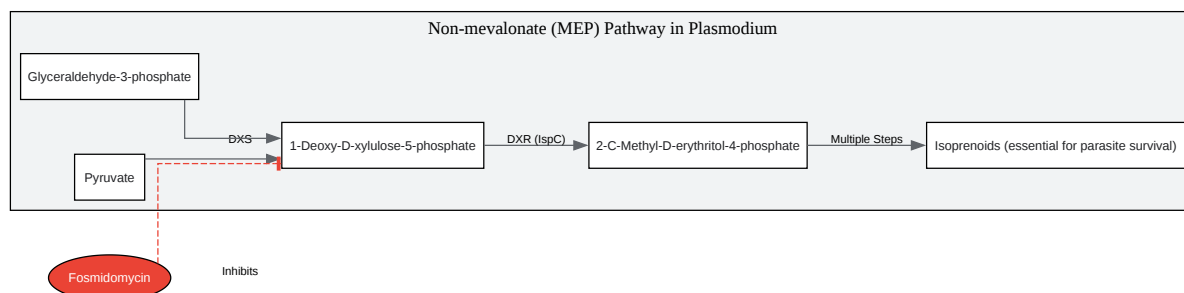 Non-mevalonate (MEP) Pathway in Plasmodium
Glyceraldehyde-3-phosphate
DXS
1-Deoxy-D-xylulose-5-phosphate
DXR (IspC)
2-C-Methyl-D-erythritol-4-phosphate
Multiple Steps
Isoprenoids (essential for parasite survival)
Pyruvate
Fosmidomycin
Inhibits